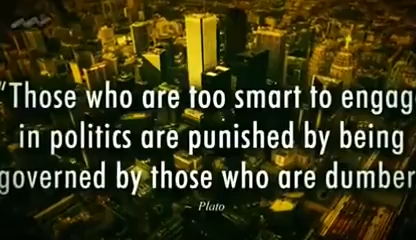 “Those who are too smart to engag
in politics are punished by being
governed by those who are dumber
~ Plato